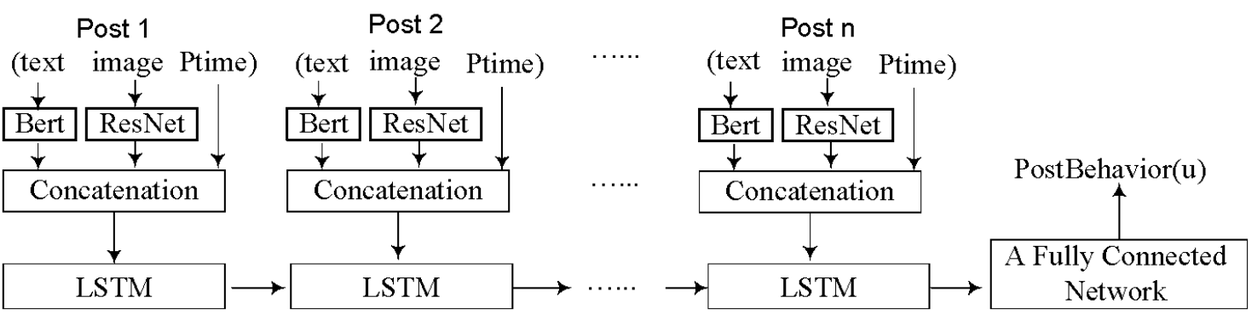 Post 1 Post 2 Post n
(text image Ptime) (text image Ptime) ...... (text image Ptime)
Bert ResNet Bert ResNet Bert ResNet
Concatenation Concatenation ...... Concatenation
PostBehavior(u)
LSTM LSTM ...... LSTM
A Fully Connected
Network